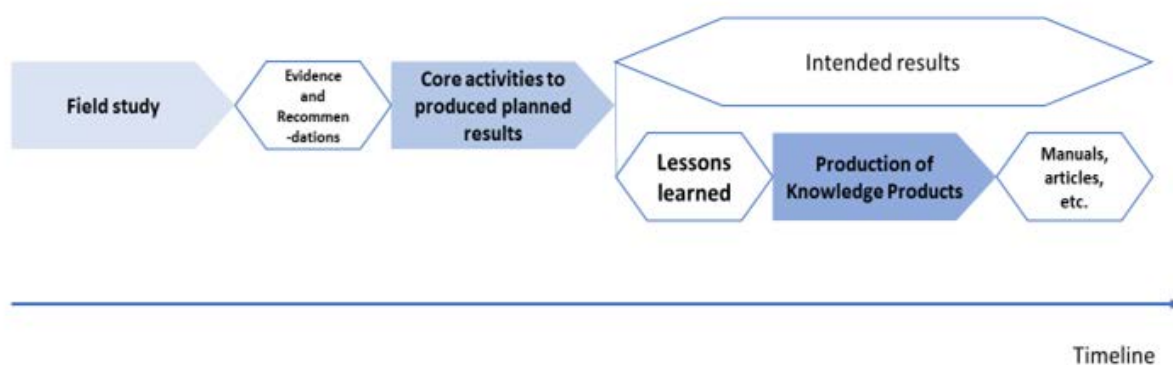 Field study
Evidence
and
Recommen
-dations
Core activities to
produced planned
results
Intended results
Lessons
learned
Production of
Knowledge Products
Manuals,
articles,
etc.
Timeline